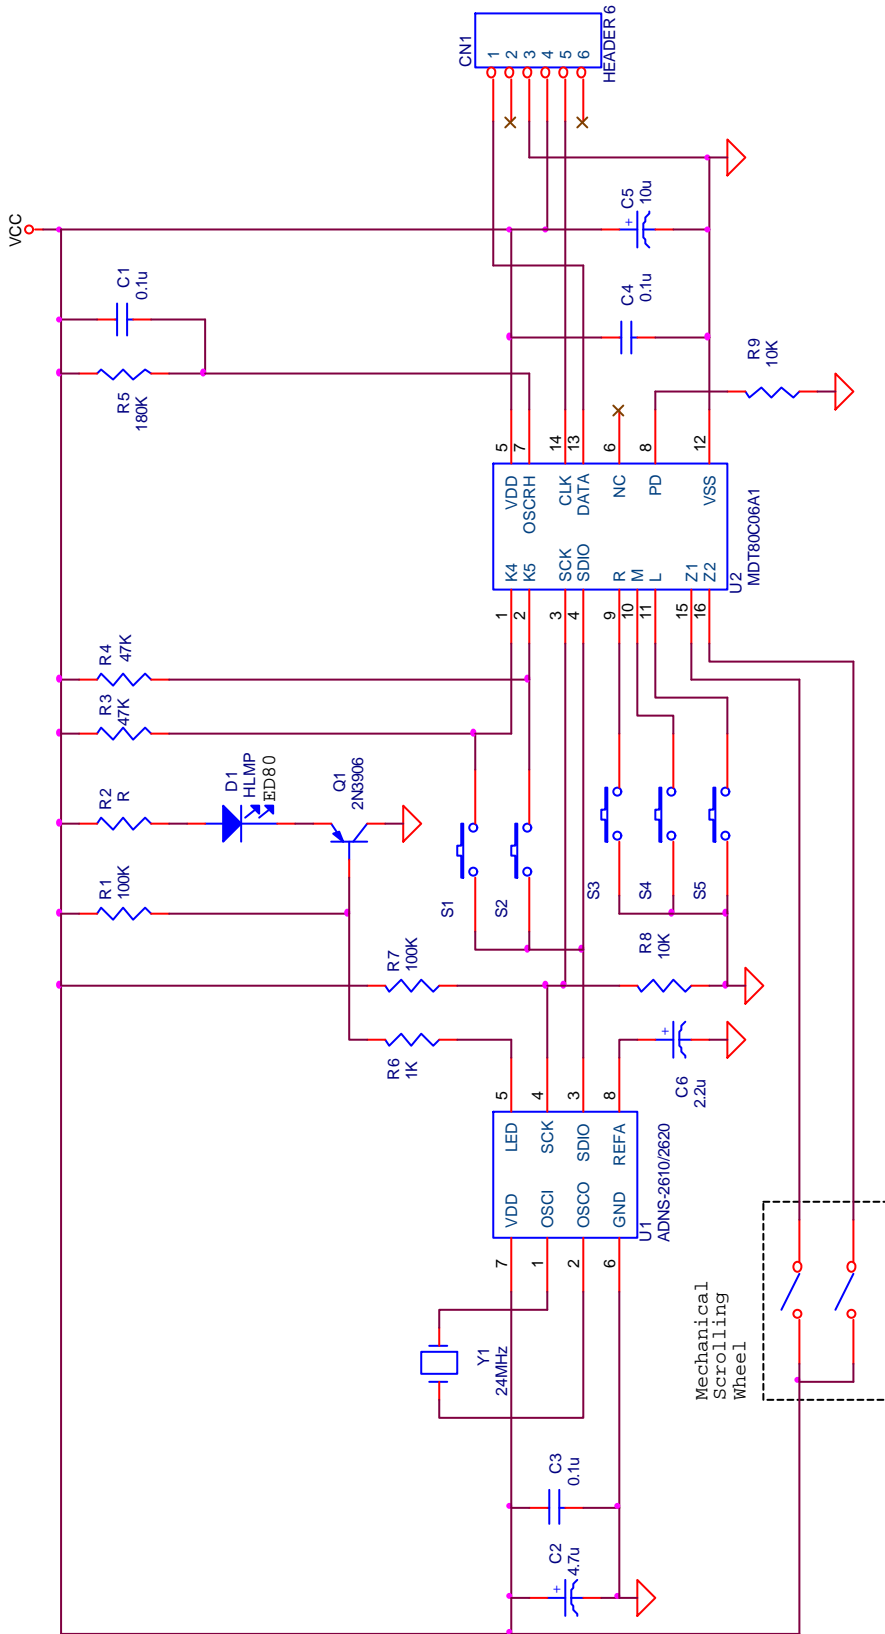 CN1
1
2
3
4
5
6
HEADER 6
VCC
C1
0.1u
R5
180K
C5
10u
+
C4
0.1u
R9
10K
5
7
14
13
6
8
12
VDD
OSCRH
CLK
DATA
NC
PD
VSS
K4
K5
SCK
SDIO
R
M
L
Z1
Z2
U2
MDT80C06A1
1
2
3
4
9
10
11
15
16
R4
47K
R3
47K
R2
R
R1
100K
D1
HLMP
ED80
Q1
2N3906
S1
S2
S3
S4
S5
R7
100K
R8
10K
R6
1K
C6
2.2u
+
5
4
3
8
LED
SCK
SDIO
REFA
VDD
OSCI
OSCO
GND
U1
ADNS-2610/2620
7
1
2
6
Y1
24MHz
Mechanical
Scrolling
Wheel
C3
0.1u
C2
4.7u
+